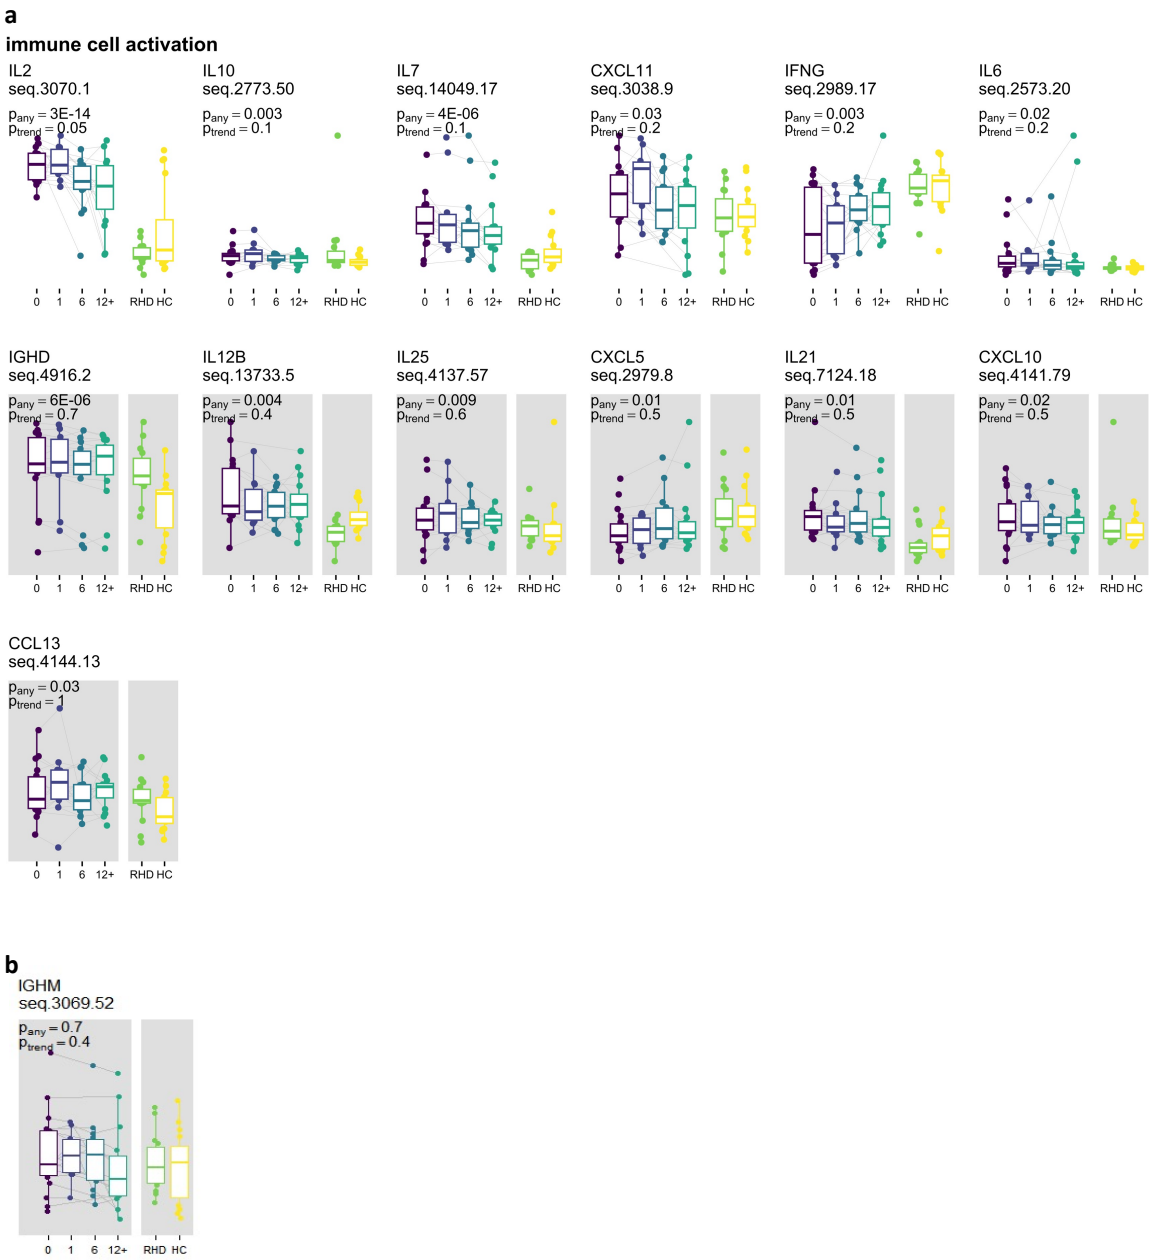 a
immune cell activation
IL2 IL10 IL7 CXCL11 IFNG IL6
seq.3070.1 seq.2773.50 seq.14049.17 seq.3038.9 seq.2989.17 seq.2573.20
pany = 3E-14 pany = 0.003 pany = 4E-06 pany = 0.03 pany = 0.003 pany = 0.02
ptrend = 0.05 ptrend = 0.1 ptrend = 0.1 ptrend = 0.2 ptrend = 0.2 ptrend = 0.2
0 1 6 12+ RHD HC 0 1 6 12+ RHD HC 0 1 6 12+ RHD HC 0 1 6 12+ RHD HC 0 1 6 12+ RHD HC 0 1 6 12+ RHD HC
IGHD IL12B IL25 CXCL5 IL21 CXCL10
seq.4916.2 seq.13733.5 seq.4137.57 seq.2979.8 seq.7124.18 seq.4141.79
pany = 6E-06 pany = 0.004 pany = 0.009 pany = 0.01 pany = 0.01 pany = 0.02
ptrend = 0.7 ptrend = 0.4 ptrend = 0.6 ptrend = 0.5 ptrend = 0.5 ptrend = 0.5
0 1 6 12+ RHD HC 0 1 6 12+ RHD HC 0 1 6 12+ RHD HC 0 1 6 12+ RHD HC 0 1 6 12+ RHD HC 0 1 6 12+ RHD HC
CCL13
seq.4144.13
pany = 0.03
ptrend = 1
0 1 6 12+ RHD HC
b
IGHM
seq.3069.52
pany = 0.7
ptrend = 0.4
0 1 6 12+ RHD HC